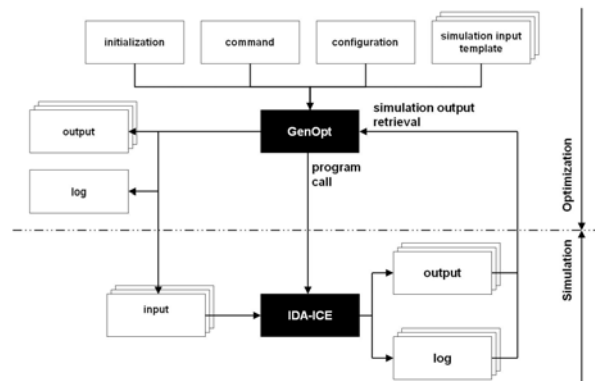 initialization
command
configuration
simulation input
template
output
GenOpt
simulation output
retrieval
log
program
call
Optimization
Simulation
input
IDA-ICE
output
log